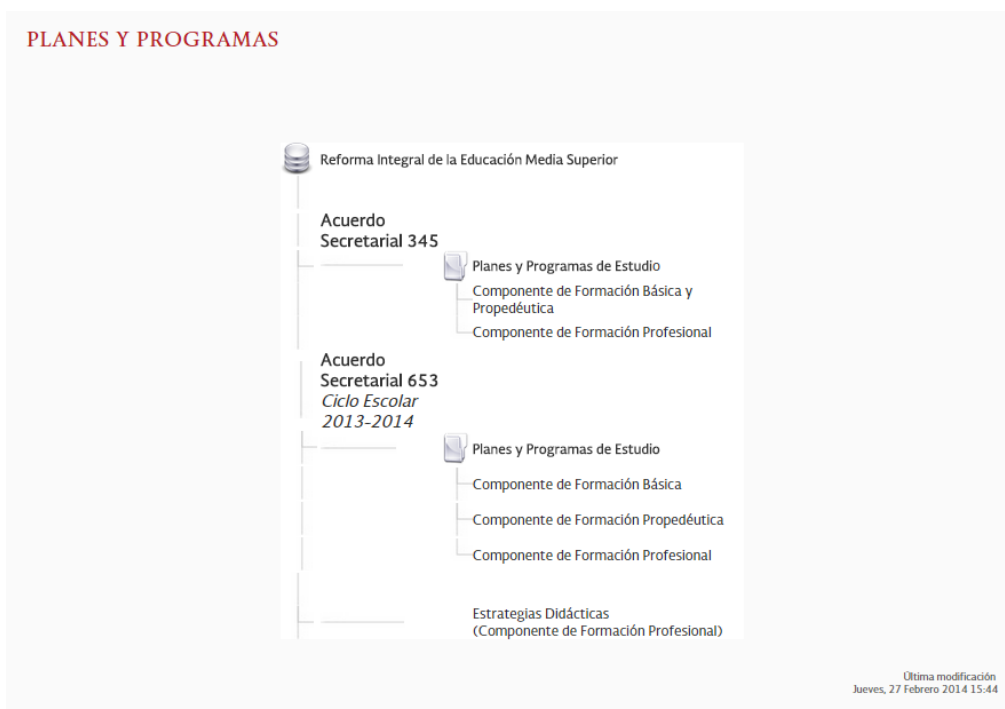 PLANES Y PROGRAMAS
Reforma Integral de la Educación Media Superior
Acuerdo
Secretarial 345
Planes y Programas de Estudio
Componente de Formación Básica y
Propedéutica
Componente de Formación Profesional
Acuerdo
Secretarial 653
Ciclo Escolar
2013-2014
Planes y Programas de Estudio
Componente de Formación Básica
Componente de Formación Propedéutica
Componente de Formación Profesional
Estrategias Didácticas
(Componente de Formación Profesional)
Última modificación
Jueves, 27 Febrero 2014 15:44